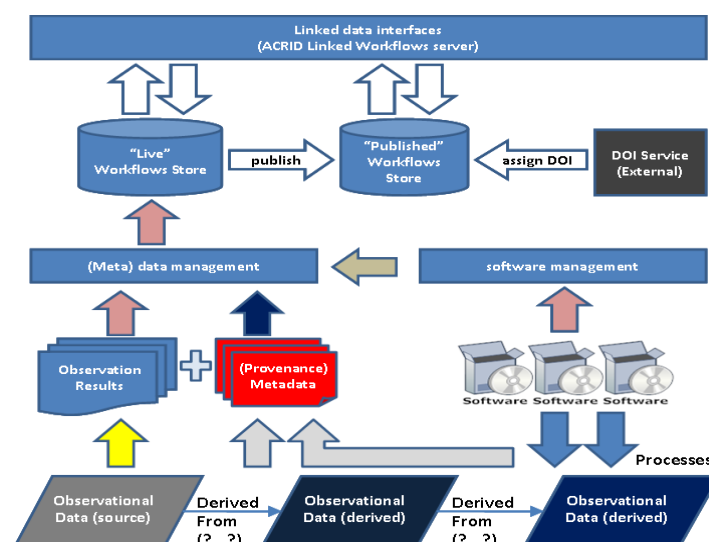 Linked data interfaces
(ACRID Linked Workflows server)
“Live”
Workflows Store
publish
“Published”
Workflows
Store
assign DOI
DOI Service
(External)
(Meta) data management
software management
Observation
Results
(Provenance)
Metadata
Software Software Software
Processes
Observational
Data (source)
Derived
From
(?...?)
Observational
Data (derived)
Derived
From
(?...?)
Observational
Data (derived)